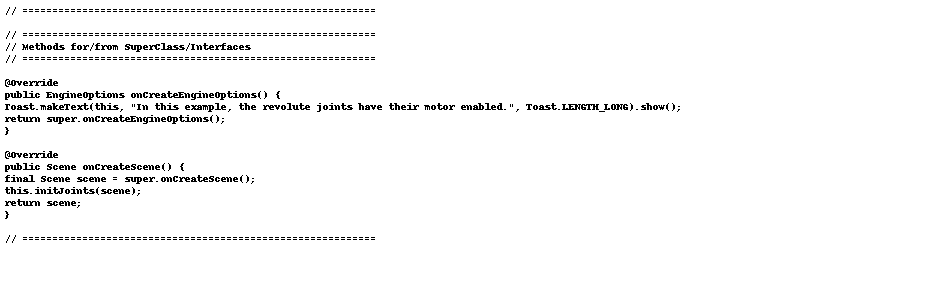 // ===========================================================

// ===========================================================
// Methods for/from SuperClass/Interfaces
// ===========================================================

@Override
public EngineOptions onCreateEngineOptions() {
Toast.makeText(this, "In this example, the revolute joints have their motor enabled.", Toast.LENGTH_LONG).show();
return super.onCreateEngineOptions();
}

@Override
public Scene onCreateScene() {
final Scene scene = super.onCreateScene();
this.initJoints(scene);
return scene;
}

// ===========================================================